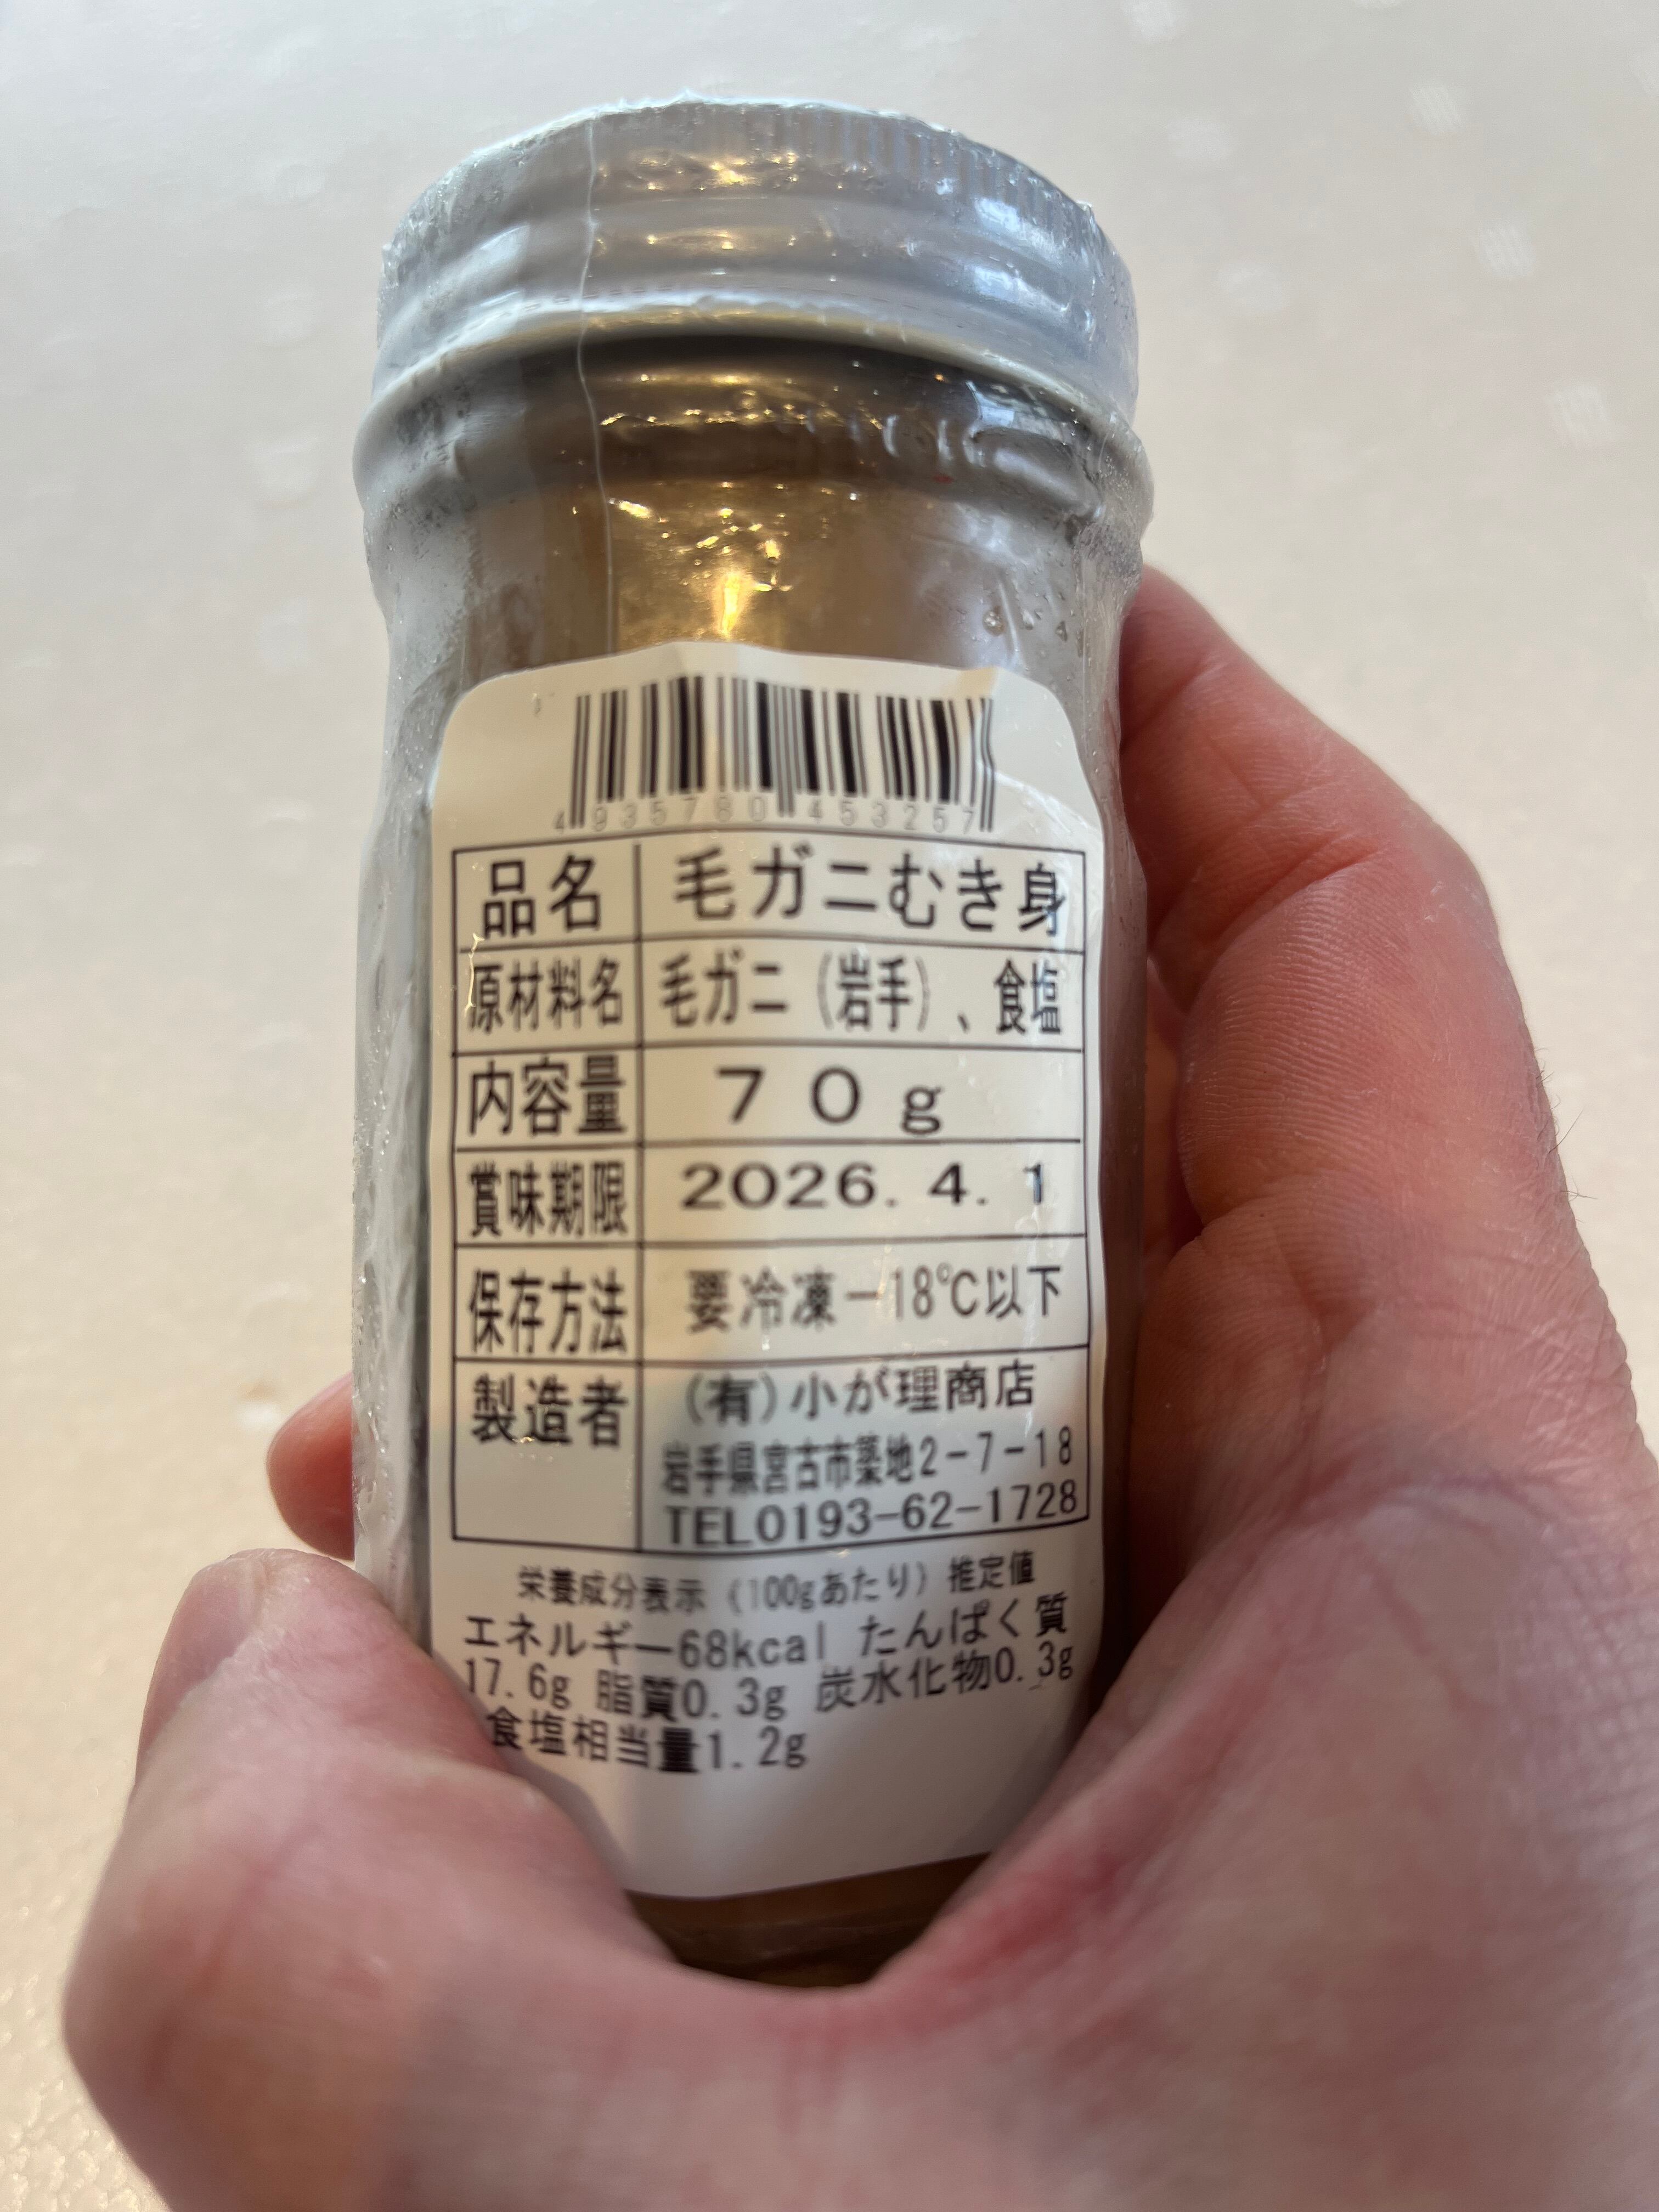 4935780453257
品名 毛ガニむき身
原材料名 毛ガニ（岩手）、食塩
内容量 70g
賞味期限 2026.4.1
保存方法 要冷凍－18℃以下
製造者 (有)小が理商店
岩手県宮古市築地2-7-18
TEL0193-62-1728
栄養成分表示（100gあたり）推定値
エネルギー68kcal たんぱく質
17.6g 脂質0.3g 炭水化物0.3g
食塩相当量1.2g